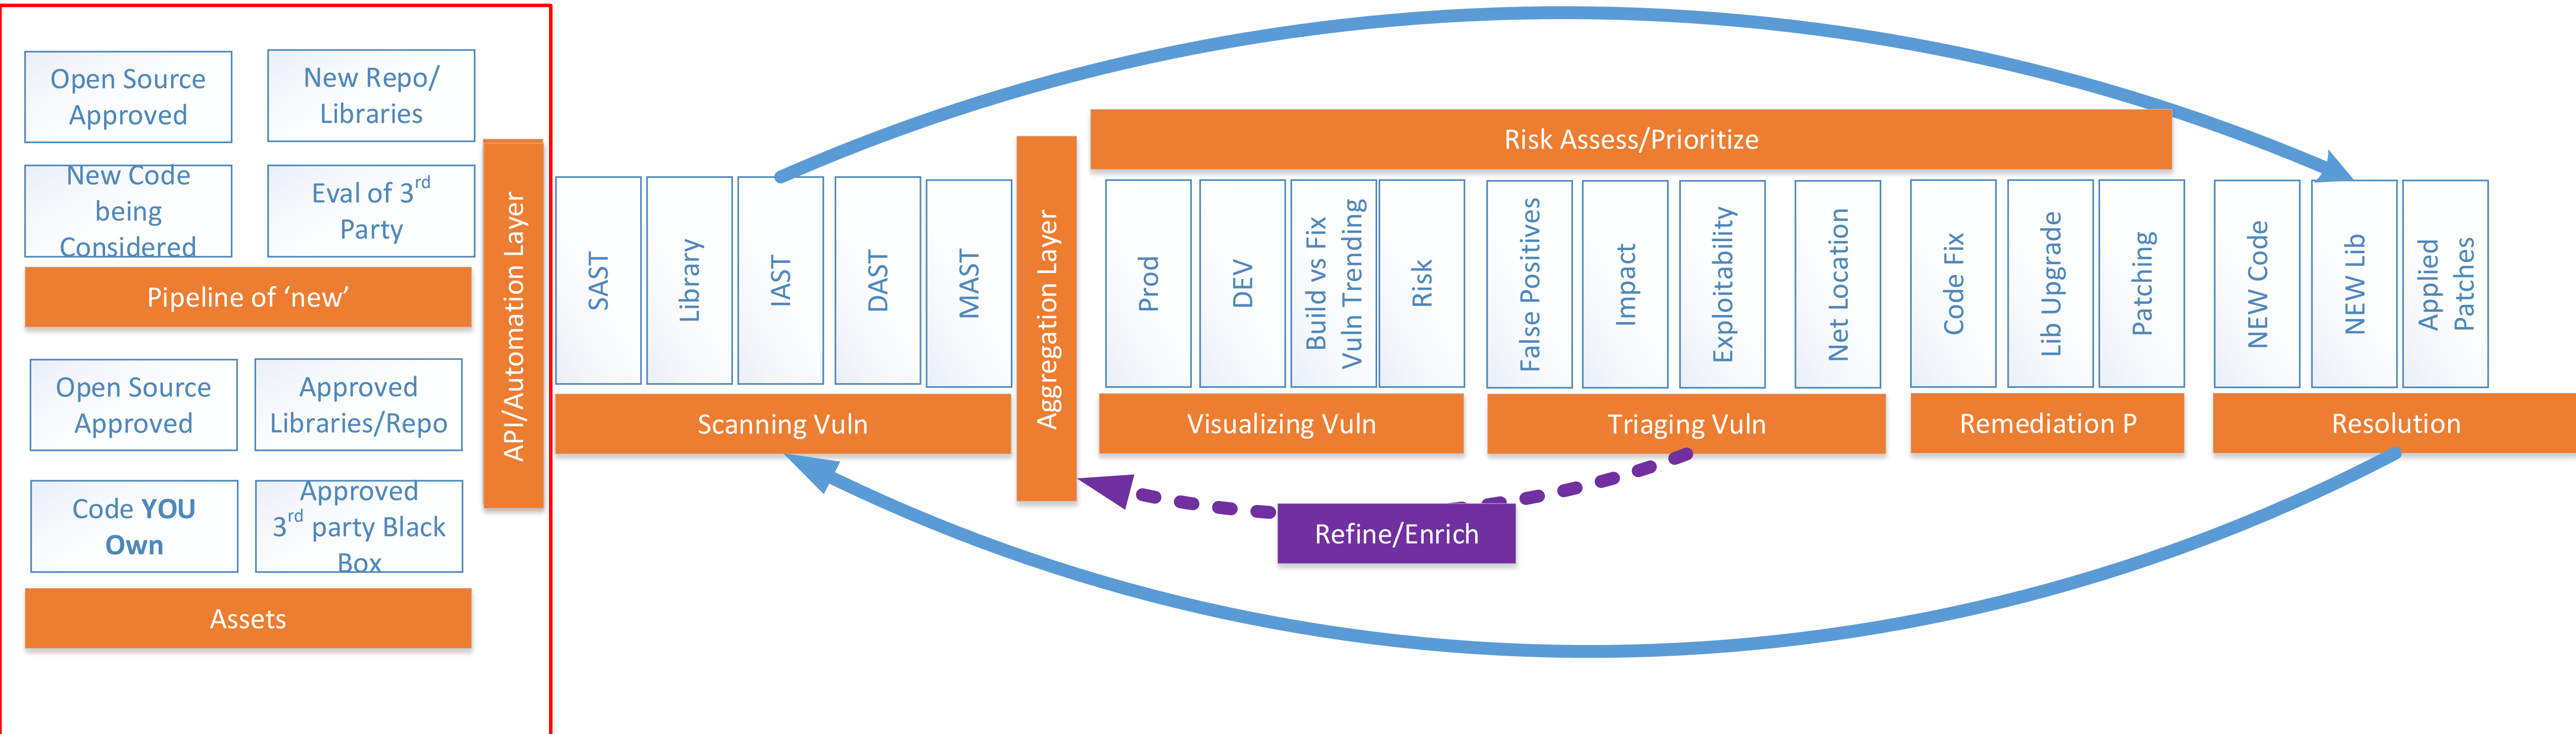 Open Source
Approved
New Repo/
Libraries
New Code
being
Considered
Eval of 3rd
Party
Pipeline of ‘new’
Open Source
Approved
Approved
Libraries/Repo
Code YOU
Own
Approved
3rd party Black
Box
Assets
API/Automation Layer
SAST
Library
IAST
DAST
MAST
Scanning Vuln
Aggregation Layer
Risk Assess/Prioritize
Prod
DEV
Build vs Fix
Vuln Trending
Risk
Visualizing Vuln
False Positives
Impact
Exploitability
Net Location
Triaging Vuln
Code Fix
Lib Upgrade
Patching
Remediation P
NEW Code
NEW Lib
Applied
Patches
Resolution
Refine/Enrich